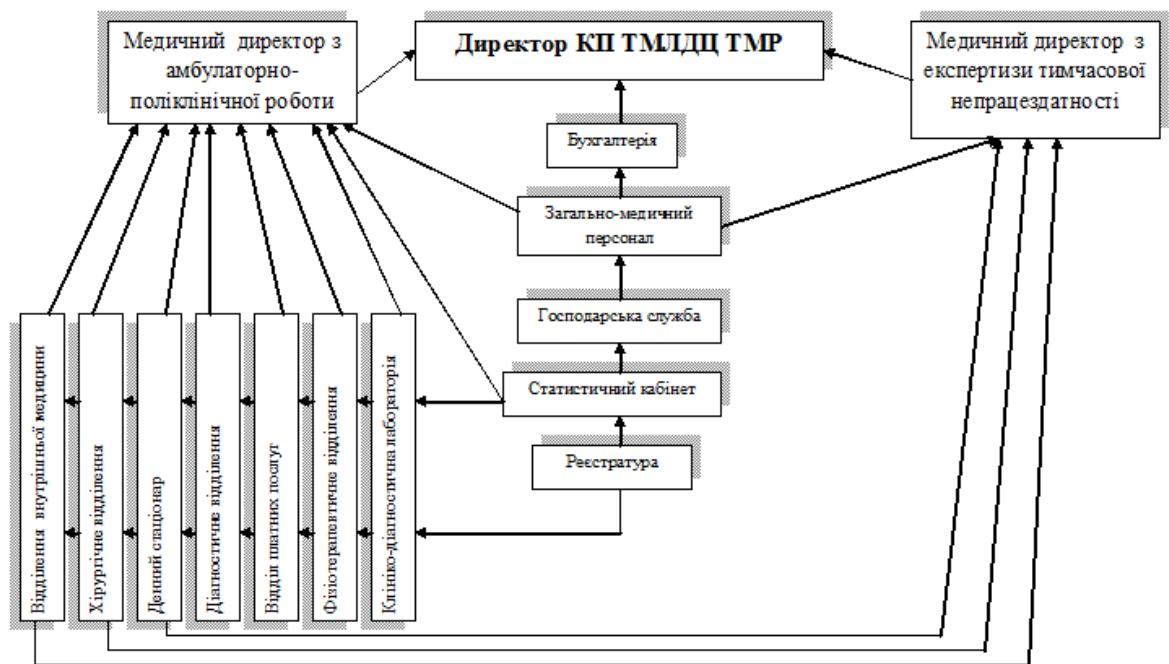 Медичний директор з
амбулаторно-
поліклінічної роботи
Директор КП ТМЛДЦ ТМР
Медичний директор з
експертизи тимчасової
непрацездатності
Бухгалтерія
Загально-медичний
персонал
Господарська служба
Статистичний кабінет
Реєстратура
Відділення внутрішньої медицини
Хірургічне відділення
Денний стаціонар
Діагностичне відділення
Відділ платних послуг
Фізіотерапевтичне відділення
Клініко-діагностична лабораторія